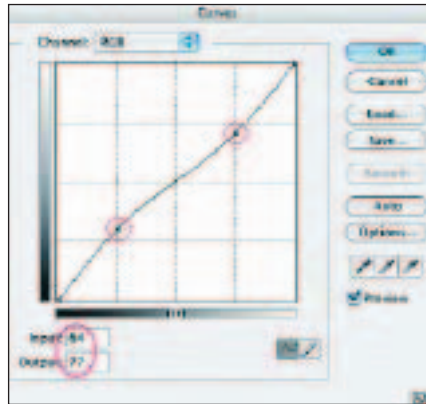 Curves
Channel: RGB
OK
Cancel
Load...
Save...
Smooth
Auto
Options...
Preview
Input: 64
Output: 77